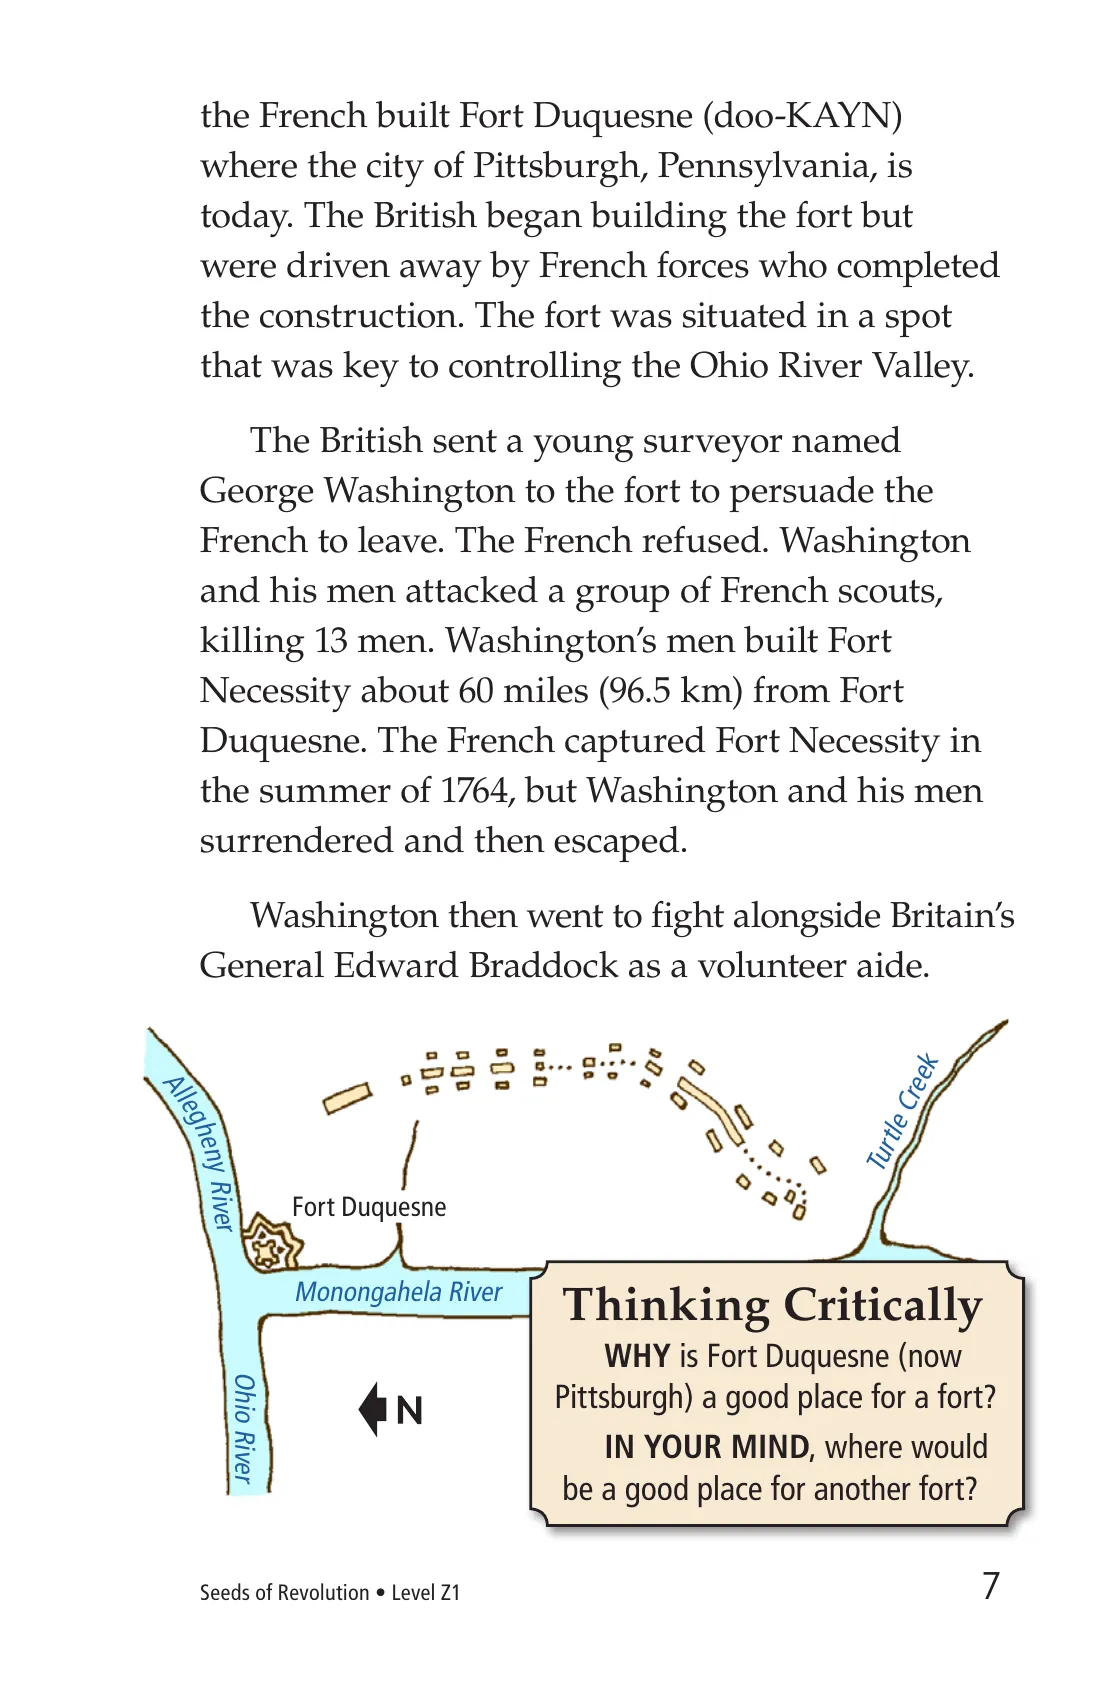 the French built Fort Duquesne (doo-KAYN)
where the city of Pittsburgh, Pennsylvania, is
today. The British began building the fort but
were driven away by French forces who completed
the construction. The fort was situated in a spot
that was key to controlling the Ohio River Valley.
The British sent a young surveyor named
George Washington to the fort to persuade the
French to leave. The French refused. Washington
and his men attacked a group of French scouts,
killing 13 men. Washington’s men built Fort
Necessity about 60 miles (96.5 km) from Fort
Duquesne. The French captured Fort Necessity in
the summer of 1764, but Washington and his men
surrendered and then escaped.
Washington then went to fight alongside Britain’s
General Edward Braddock as a volunteer aide.
Allegheny River
Turtle Creek
Fort Duquesne
Monongahela River
Ohio River
N
Thinking Critically
WHY is Fort Duquesne (now
Pittsburgh) a good place for a fort?
IN YOUR MIND, where would
be a good place for another fort?
Seeds of Revolution • Level Z1
7